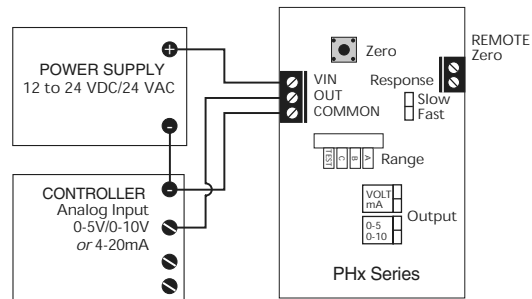 POWER SUPPLY
12 to 24 VDC/24 VAC
+
-
CONTROLLER
Analog Input
0-5V/0-10V
or 4-20mA
-
Zero
REMOTE
Zero
VIN
OUT
COMMON
Response
Slow
Fast
TEST
C
B
A
Range
VOLT
mA
0-5
0-10
Output
PHx Series